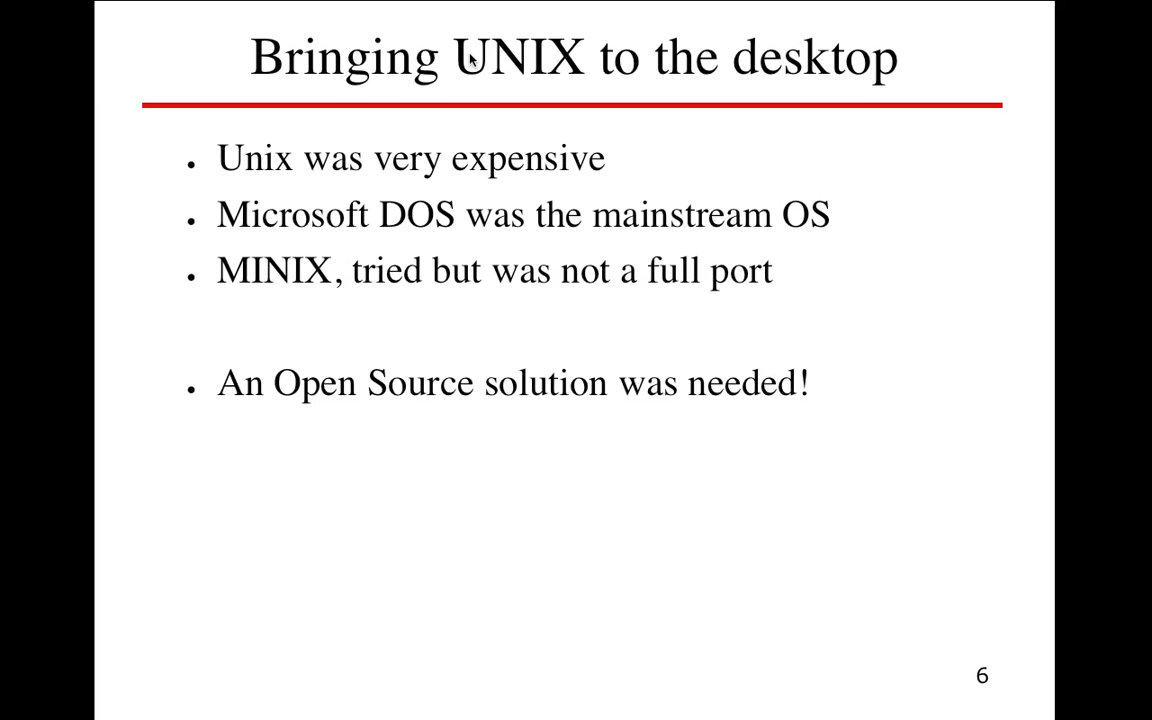 Bringing UNIX to the desktop
• Unix was very expensive
• Microsoft DOS was the mainstream OS
• MINIX, tried but was not a full port
• An Open Source solution was needed!
6